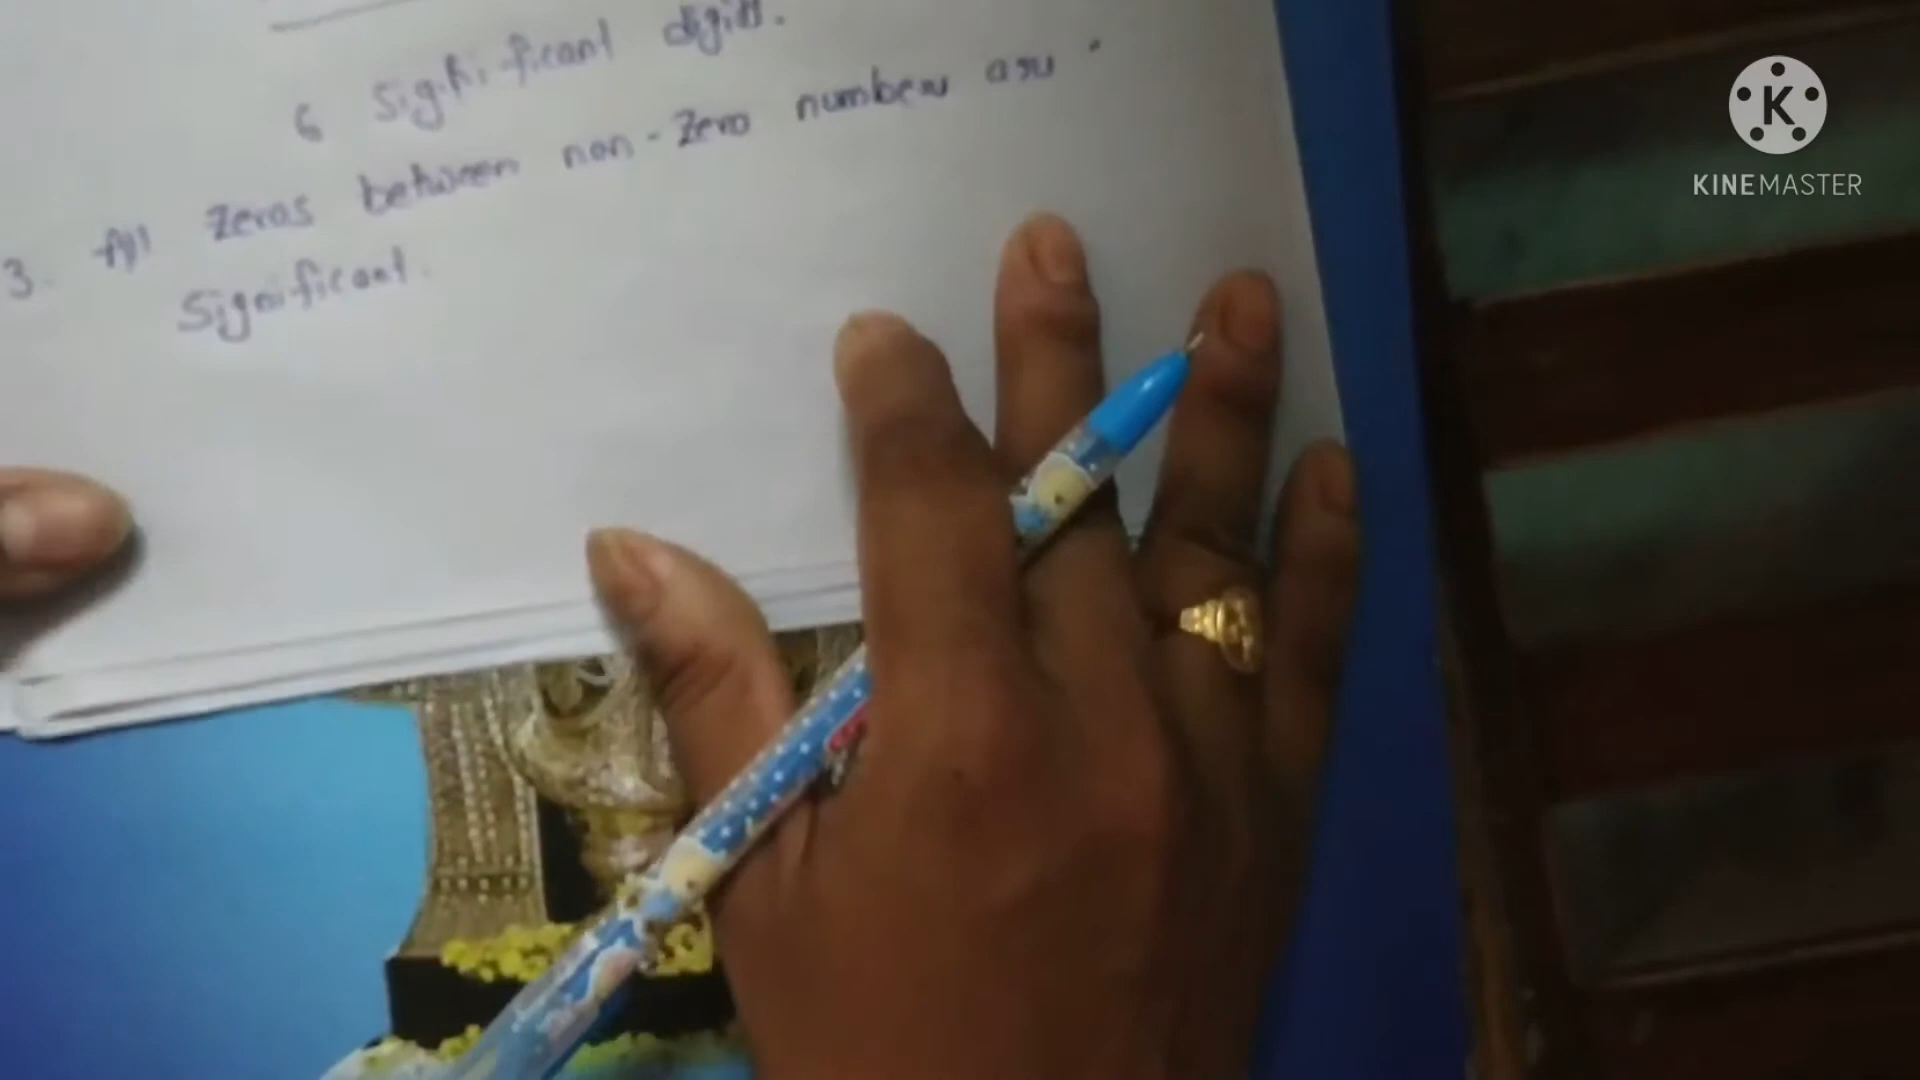 6 Significant digits.
3. All zeros between non-zero numbers are
Significant.
K
KINEMASTER